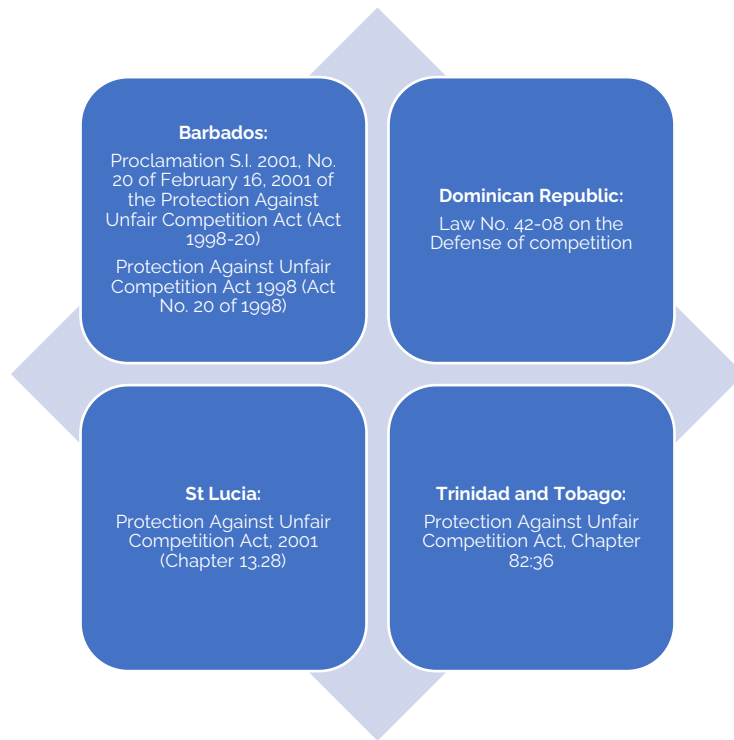 Barbados:
Proclamation S.I. 2001, No.
20 of February 16, 2001 of
the Protection Against
Unfair Competition Act (Act
1998-20)
Protection Against Unfair
Competition Act 1998 (Act
No. 20 of 1998)
Dominican Republic:
Law No. 42-08 on the
Defense of competition
St Lucia:
Protection Against Unfair
Competition Act, 2001
(Chapter 13.28)
Trinidad and Tobago:
Protection Against Unfair
Competition Act, Chapter
82:36